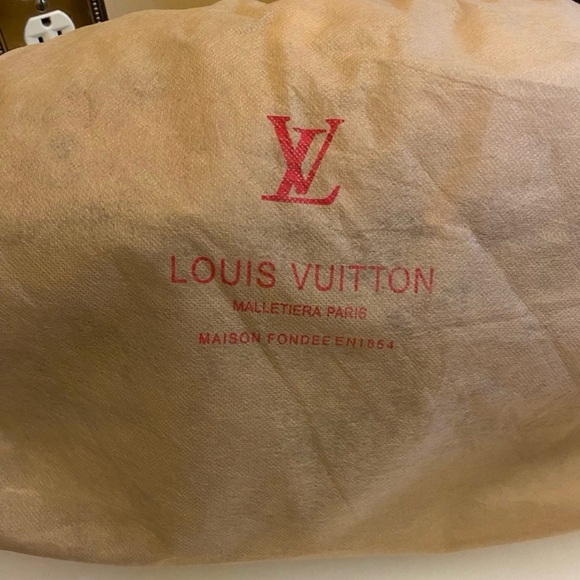 LV
LOUIS VUITTON
MALLETIERA PARIS
MAISON FONDEE EN1854